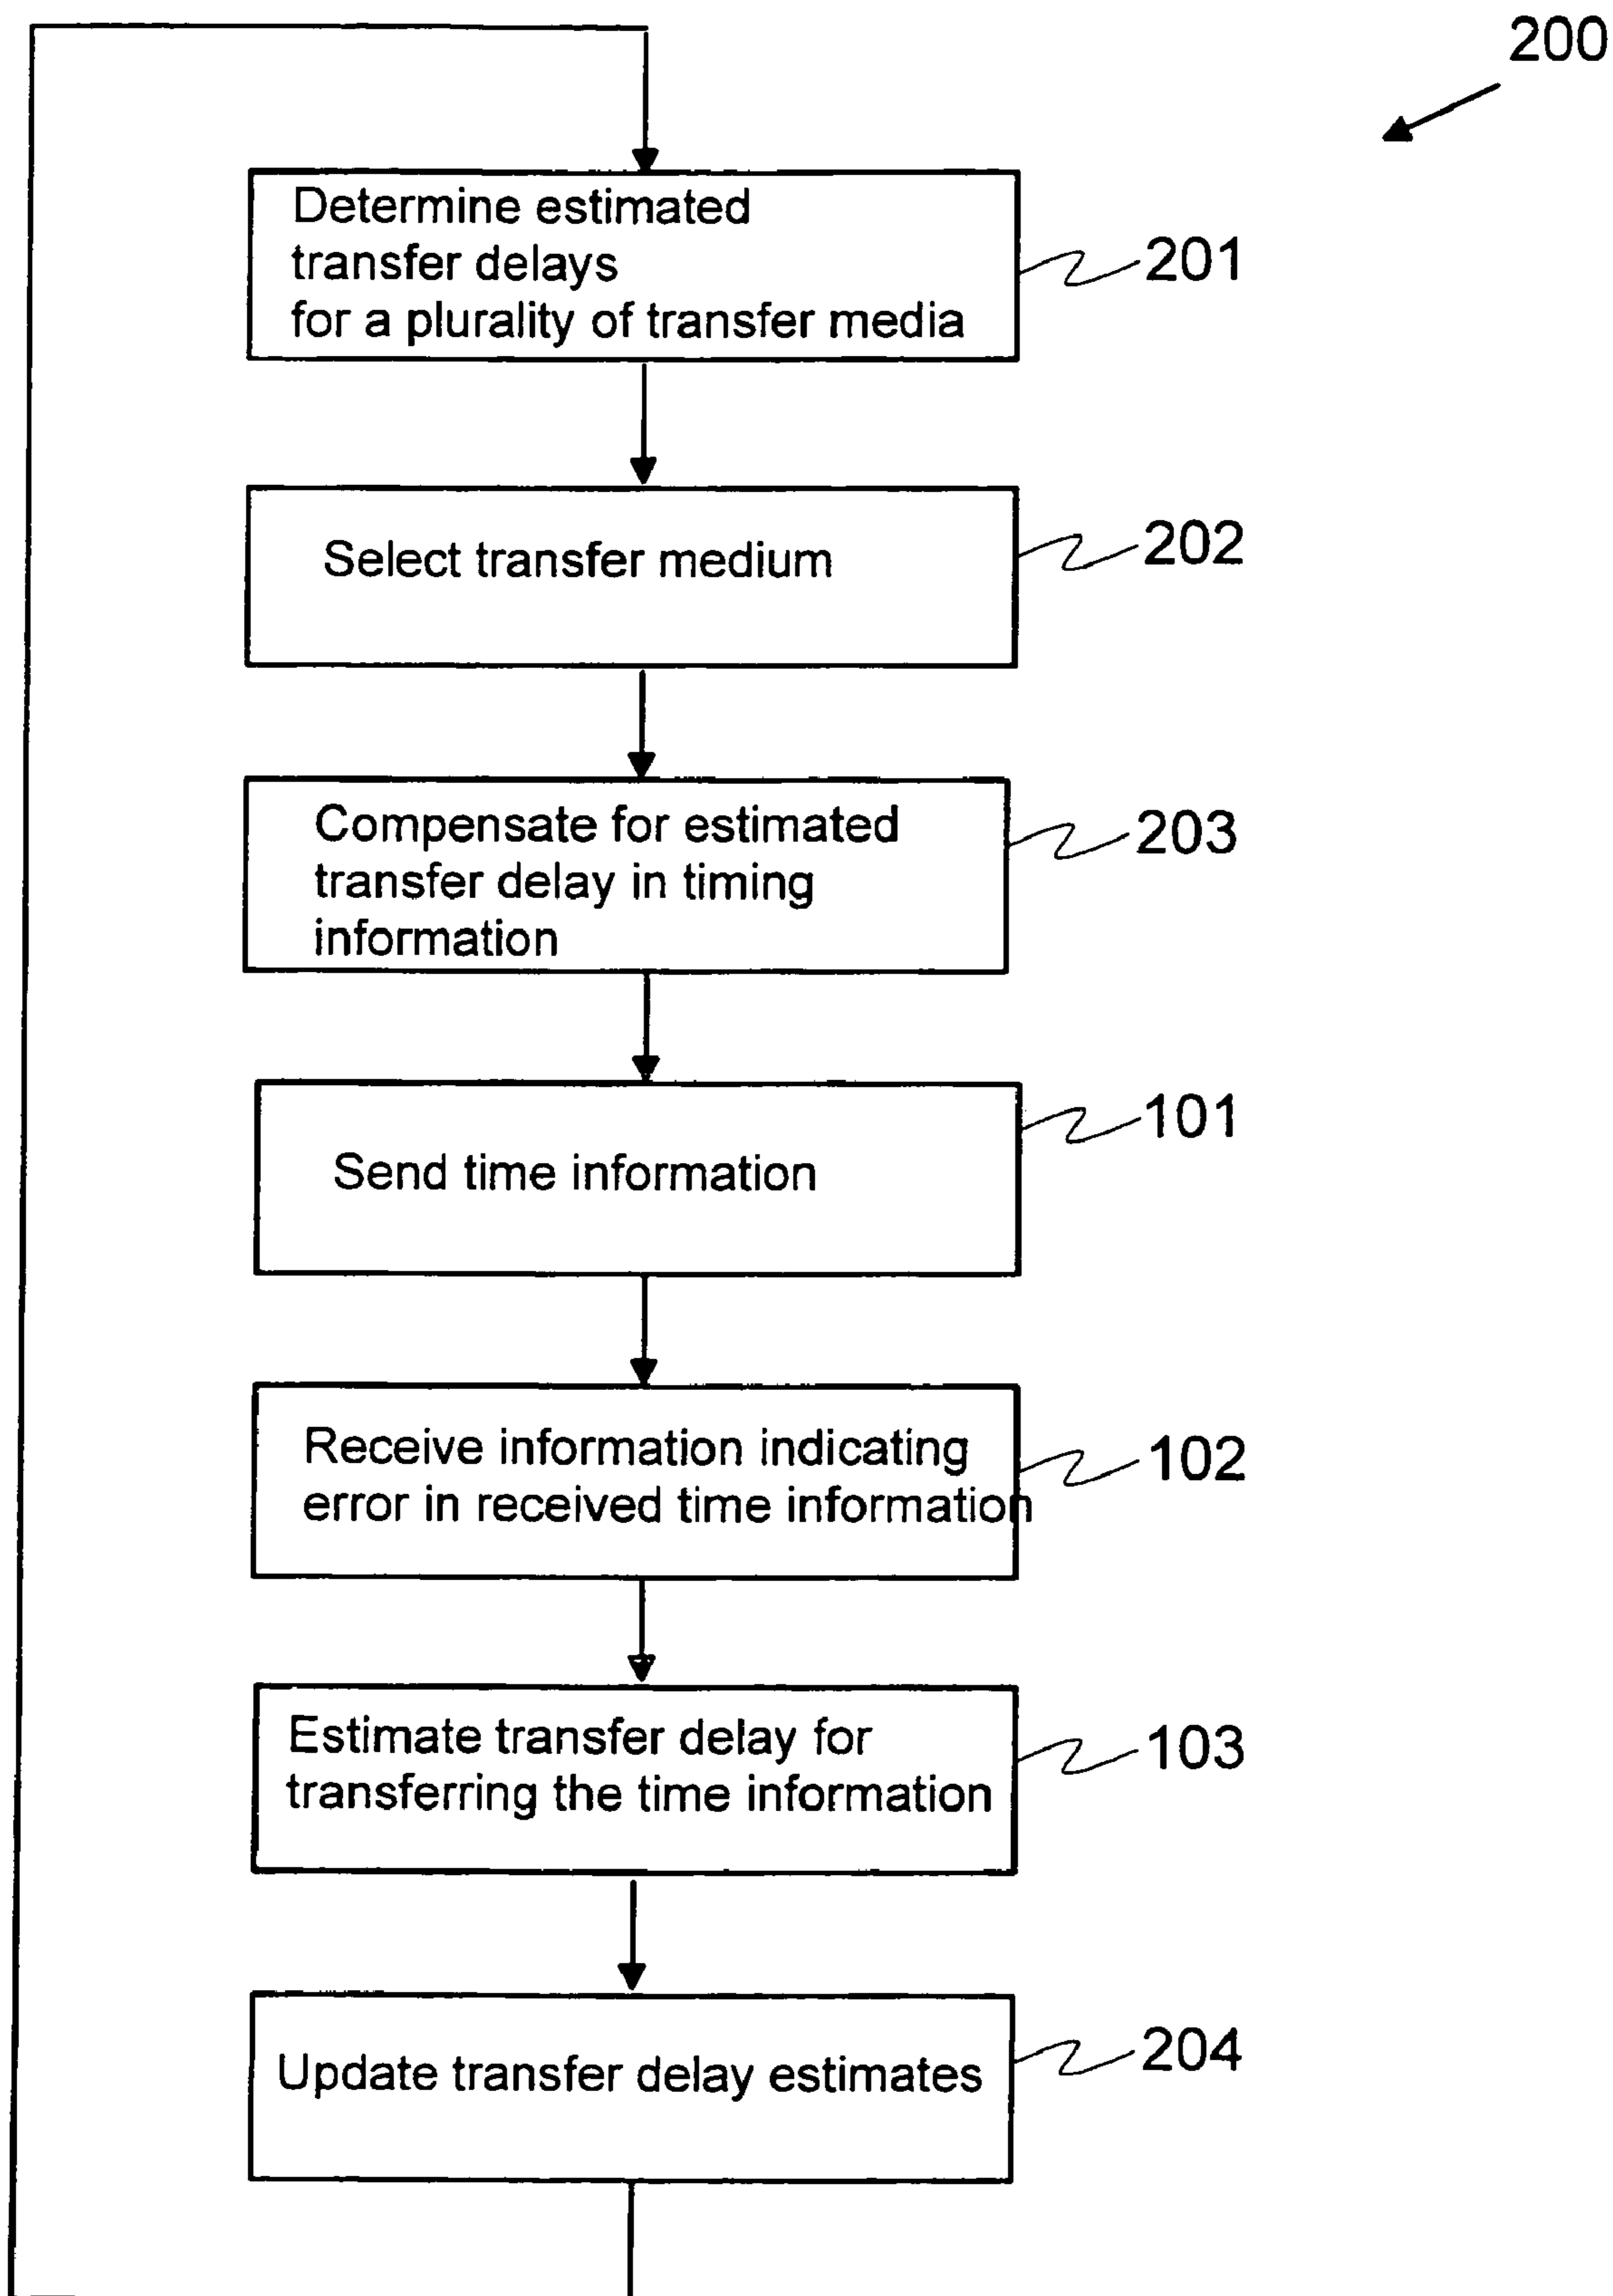 200
Determine estimated
transfer delays
for a plurality of transfer media
201
Select transfer medium
202
Compensate for estimated
transfer delay in timing
information
203
Send time information
101
Receive information indicating
error in received time information
102
Estimate transfer delay for
transferring the time information
103
Update transfer delay estimates
204